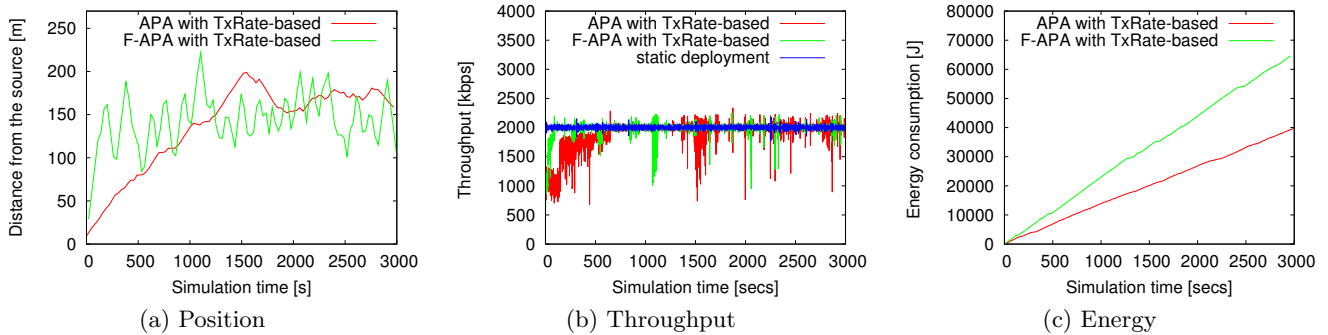 Distance from the source [m]
250
200
150
100
50
0
APA with TxRate-based
F-APA with TxRate-based
0 500 1000 1500 2000 2500 3000
Simulation time [s]
(a) Position
Throughput [kbps]
4000
3500
3000
2500
2000
1500
1000
500
0
APA with TxRate-based
F-APA with TxRate-based
static deployment
0 500 1000 1500 2000 2500 3000
Simulation time [secs]
(b) Throughput
Energy consumption [J]
80000
70000
60000
50000
40000
30000
20000
10000
0
APA with TxRate-based
F-APA with TxRate-based
0 500 1000 1500 2000 2500 3000
Simulation time [secs]
(c) Energy